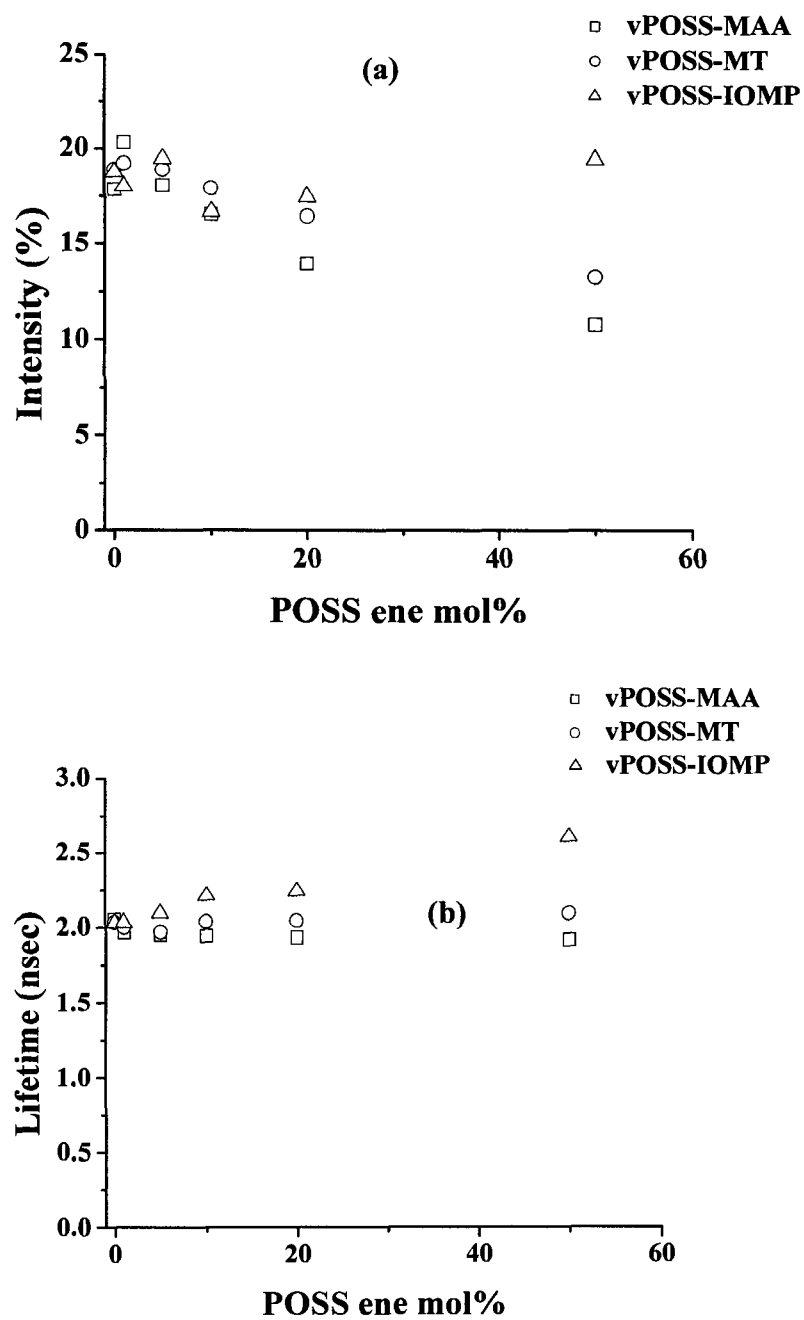 vPOSS-MAA
vPOSS-MT
vPOSS-IOMP
(a)
25
20
15
10
5
0
Intensity (%)
0 20 40 60
POSS ene mol%
vPOSS-MAA
vPOSS-MT
vPOSS-IOMP
3.0
2.5
2.0
1.5
1.0
0.5
0.0
(b)
Lifetime (nsec)
0 20 40 60
POSS ene mol%